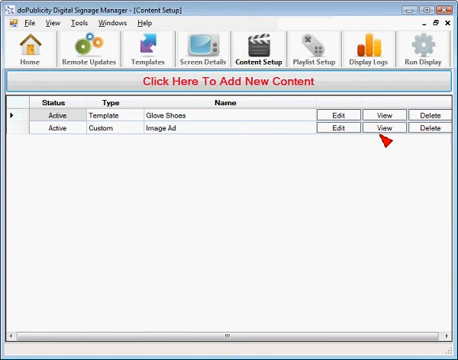 doPublicity Digital Signage Manager - [Content Setup]
File View Tools Windows Help
Home Remote Updates Templates Screen Details Content Setup Playlist Setup Display Logs Run Display
Click Here To Add New Content
Status Type Name
Active Template Glove Shoes Edit View Delete
Active Custom Image Ad Edit View Delete